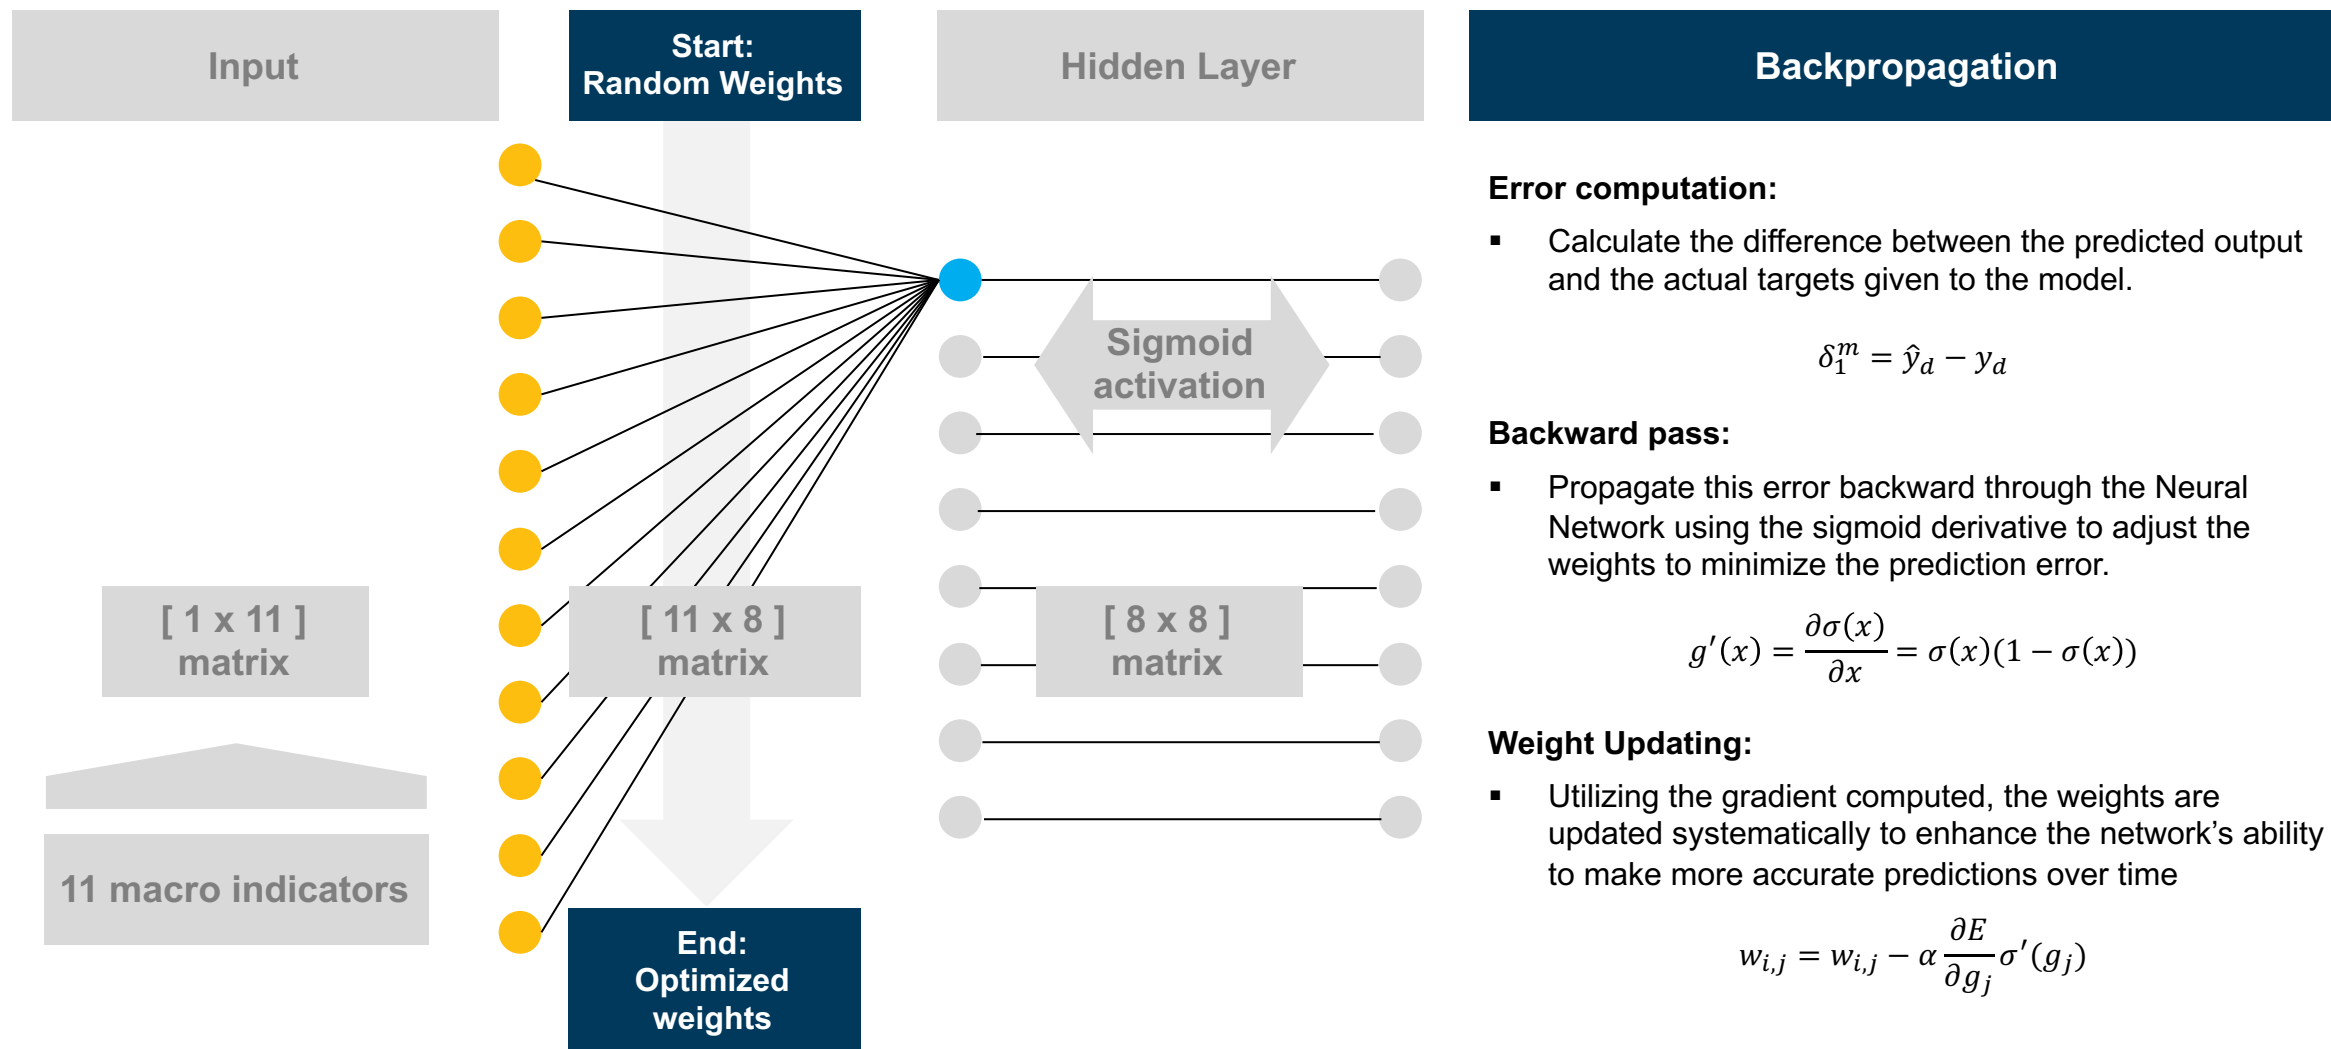 Input
Start:
Random Weights
Hidden Layer
Backpropagation
Sigmoid
activation
[ 1 x 11 ]
matrix
[ 11 x 8 ]
matrix
[ 8 x 8 ]
matrix
11 macro indicators
End:
Optimized
weights
Error computation:
▪ Calculate the difference between the predicted output
and the actual targets given to the model.
δ₁ᵐ = ŷ_d − y_d
Backward pass:
▪ Propagate this error backward through the Neural
Network using the sigmoid derivative to adjust the
weights to minimize the prediction error.
g′(x) = ∂σ(x)/∂x = σ(x)(1 − σ(x))
Weight Updating:
▪ Utilizing the gradient computed, the weights are
updated systematically to enhance the network’s ability
to make more accurate predictions over time
w_{i,j} = w_{i,j} − α ∂E/∂g_j σ′(g_j)